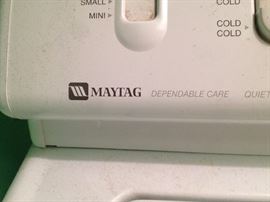 SMALL
MINI
COLD
COLD
COLD
MAYTAG DEPENDABLE CARE QUIET